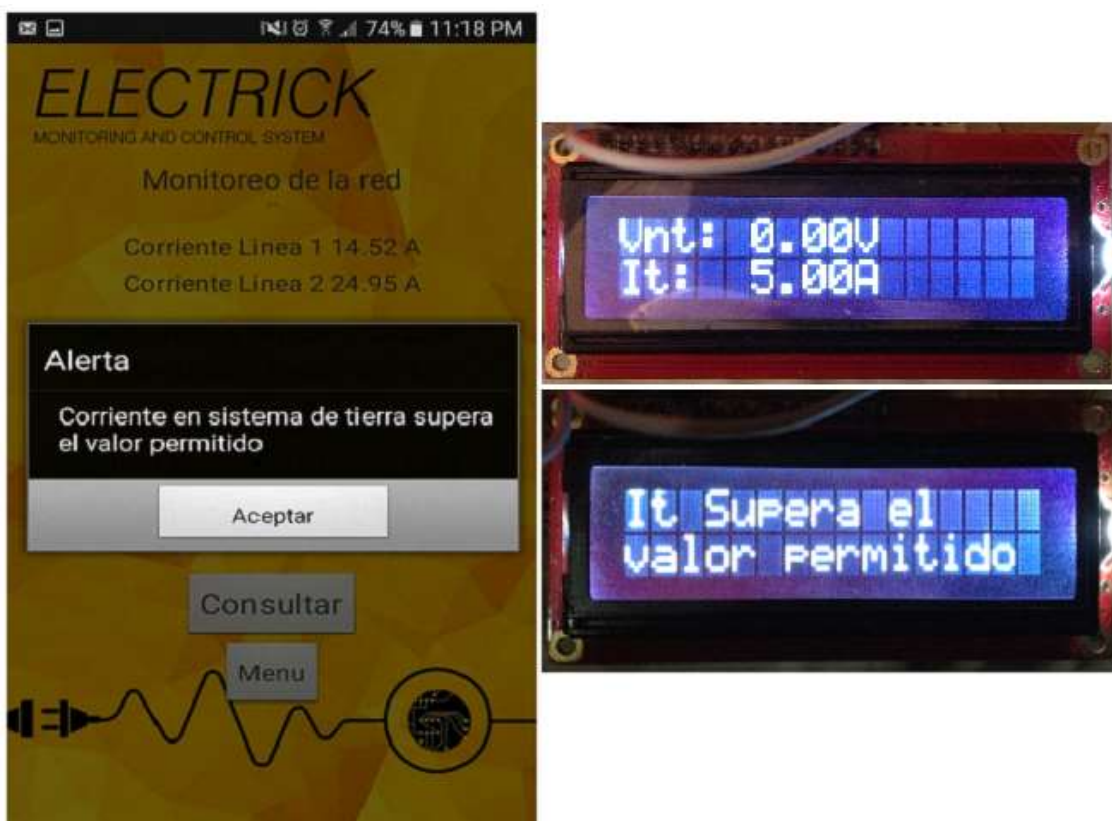 74% 11:18 PM
ELECTRICK
MONITORING AND CONTROL SYSTEM
Monitoreo de la red
Corriente Linea 1 14.52 A
Corriente Linea 2 24.95 A
Alerta
Corriente en sistema de tierra supera
el valor permitido
Aceptar
Consultar
Menu
Vnt: 0.00V
It: 5.00A
It Supera el
valor permitido